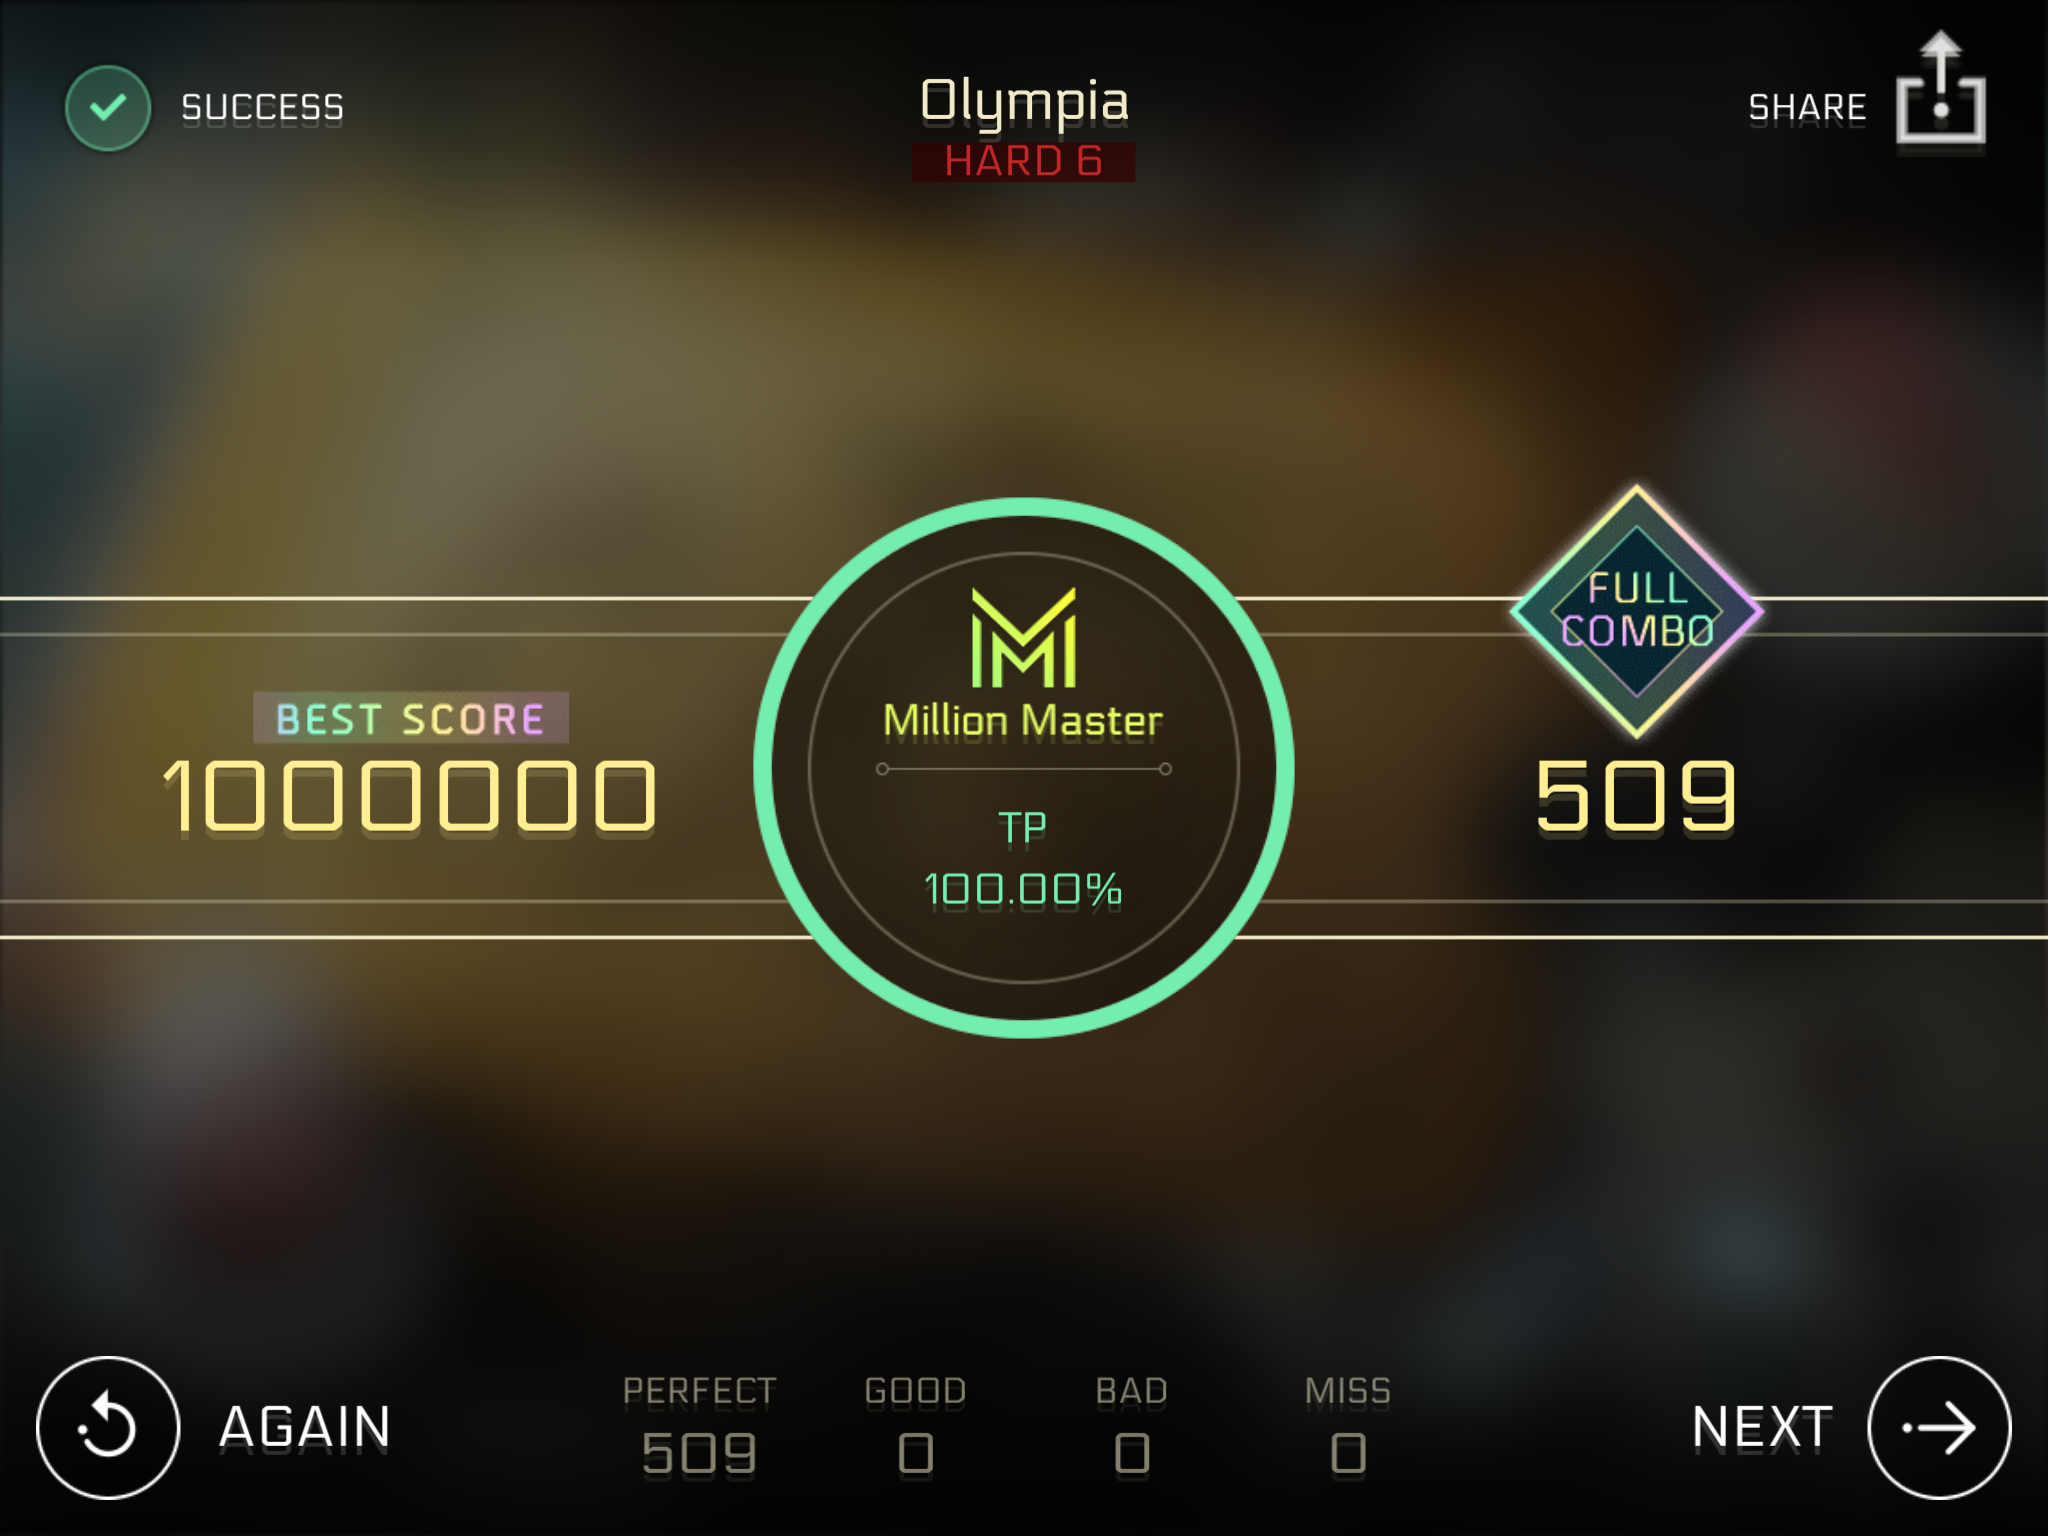 SUCCESS
Olympia
HARD 6
SHARE
FULL
COMBO
Million Master
BEST SCORE
1000000
509
TP
100.00%
AGAIN
PERFECT
509
GOOD
0
BAD
0
MISS
0
NEXT